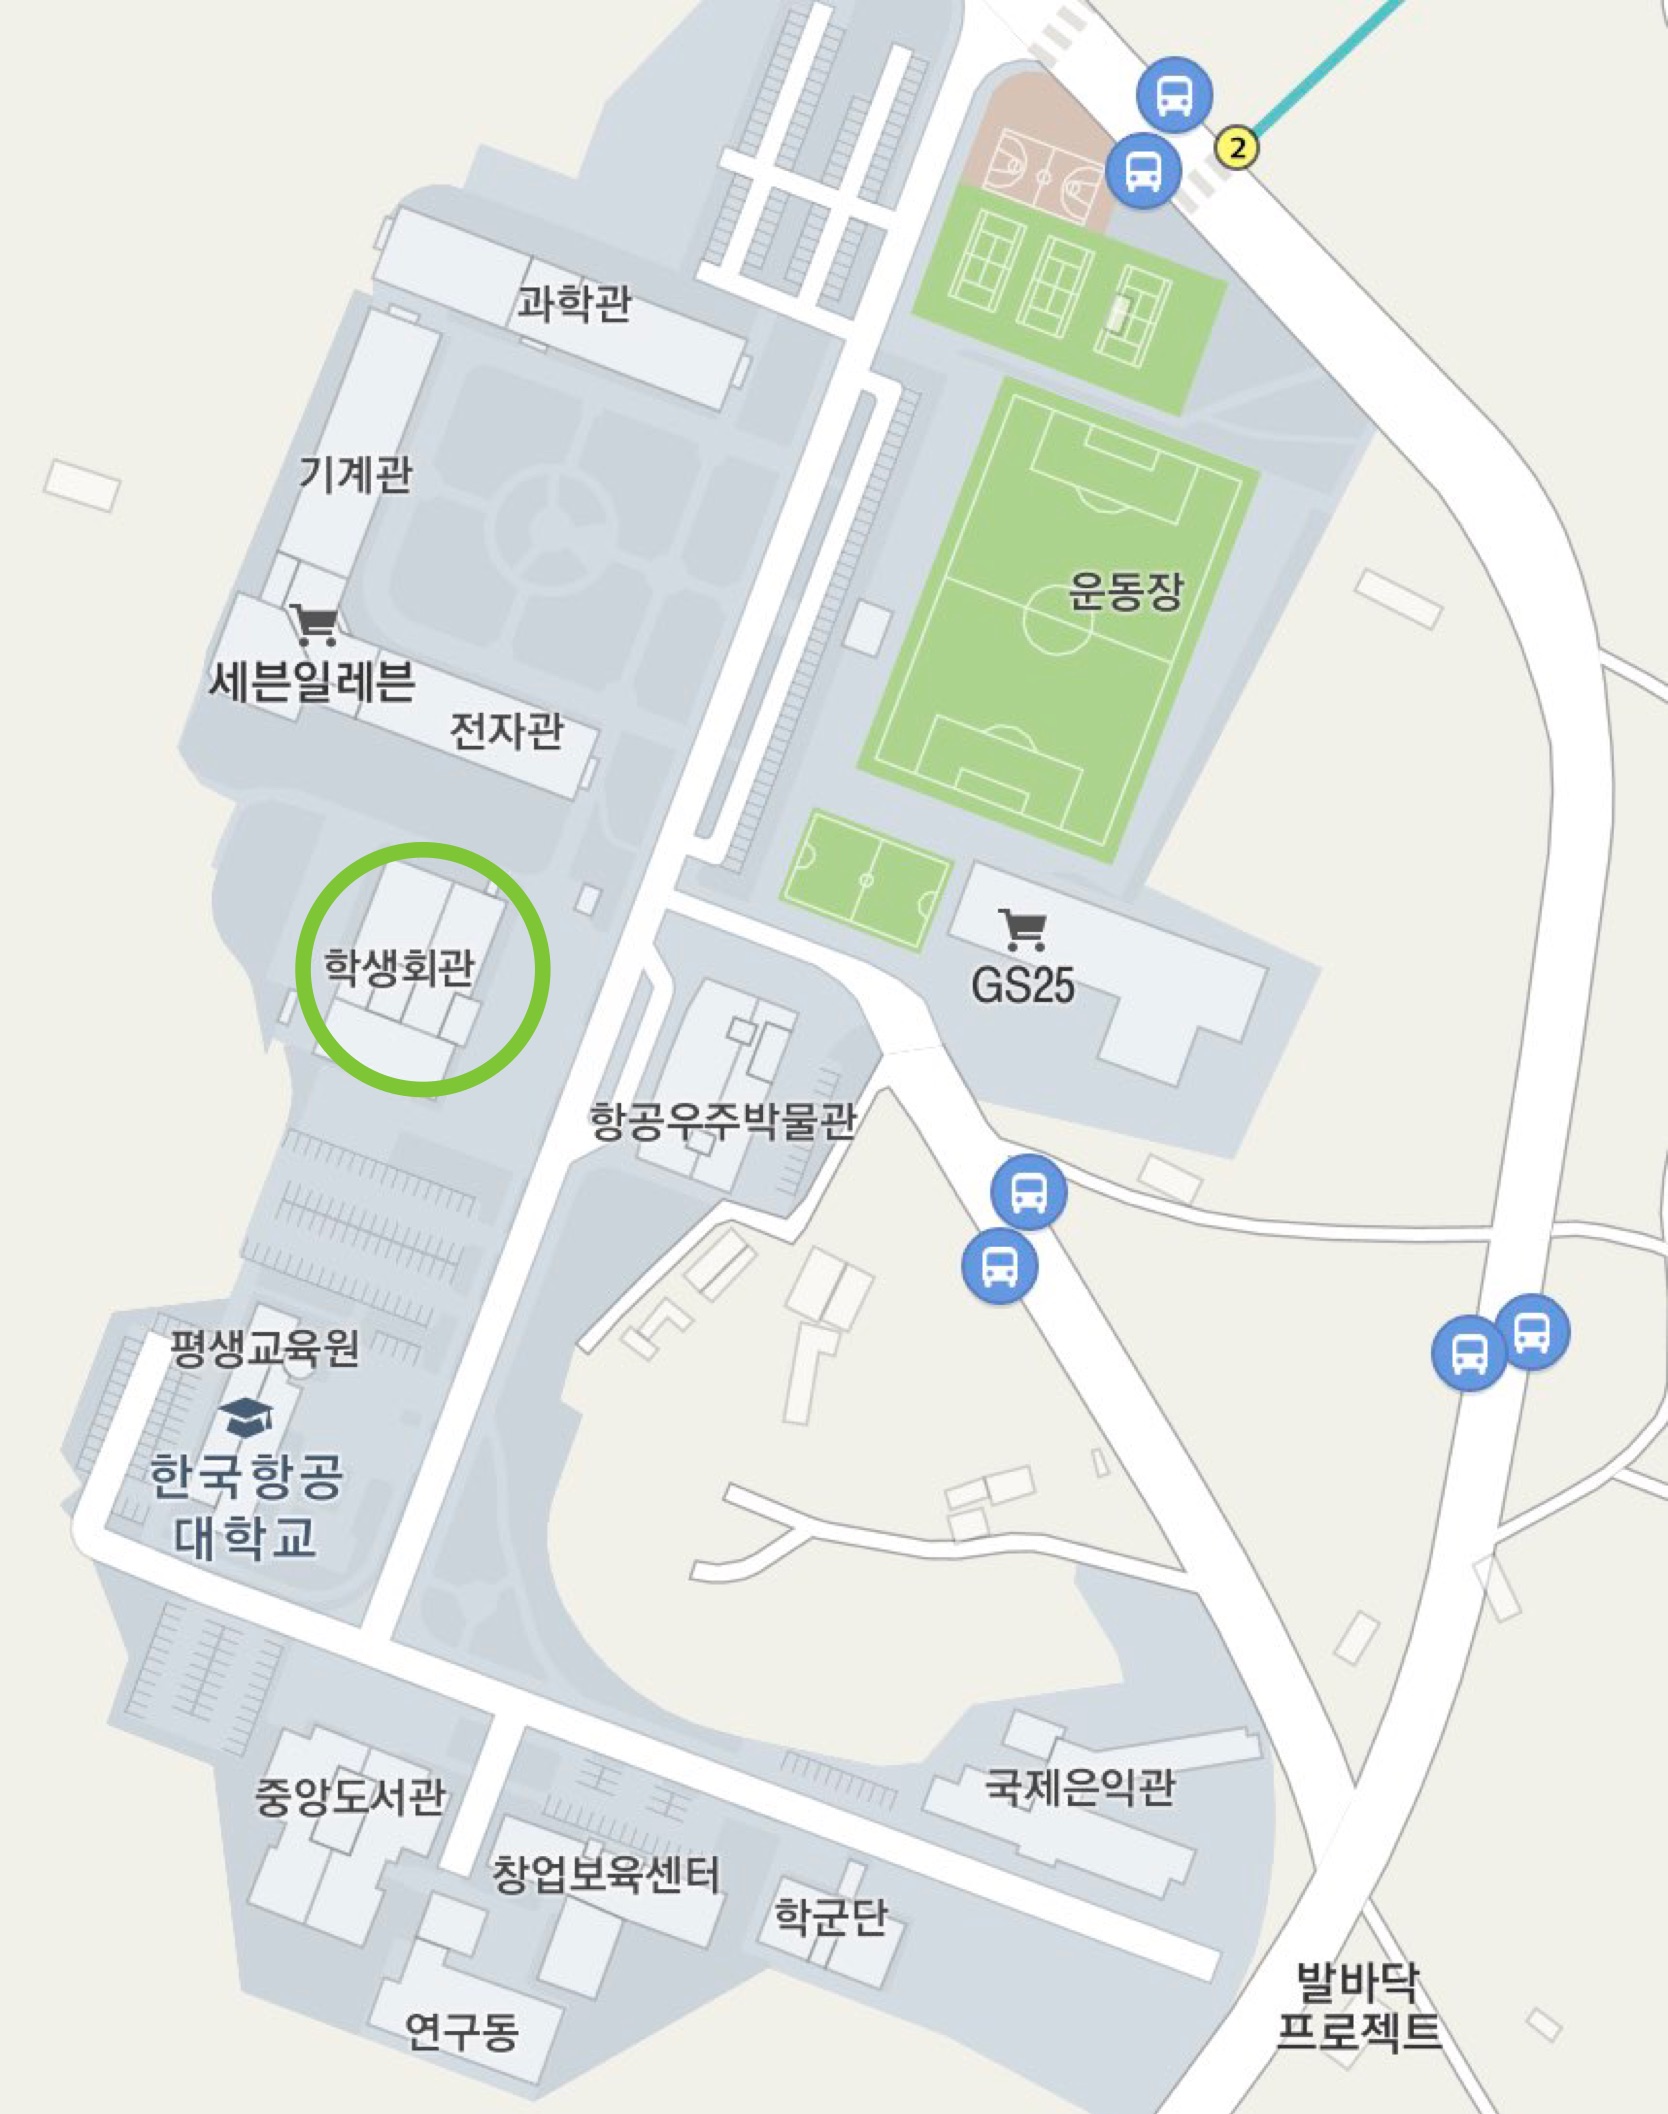 2
과학관
기계관
운동장
세븐일레븐
전자관
학생회관
GS25
항공우주박물관
평생교육원
한국항공
대학교
국제은익관
중앙도서관
창업보육센터
학군단
발바닥
프로젝트
연구동